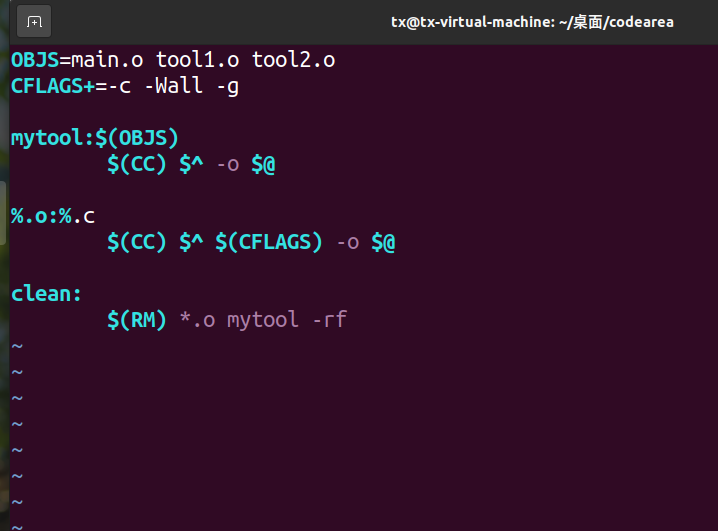 tx@tx-virtual-machine: ~/桌面/codearea
OBJS=main.o tool1.o tool2.o
CFLAGS+=-c -Wall -g
mytool:$(OBJS)
$(CC) $^ -o $@
%.o:%.c
$(CC) $^ $(CFLAGS) -o $@
clean:
$(RM) *.o mytool -rf
~
~
~
~
~
~
~
~